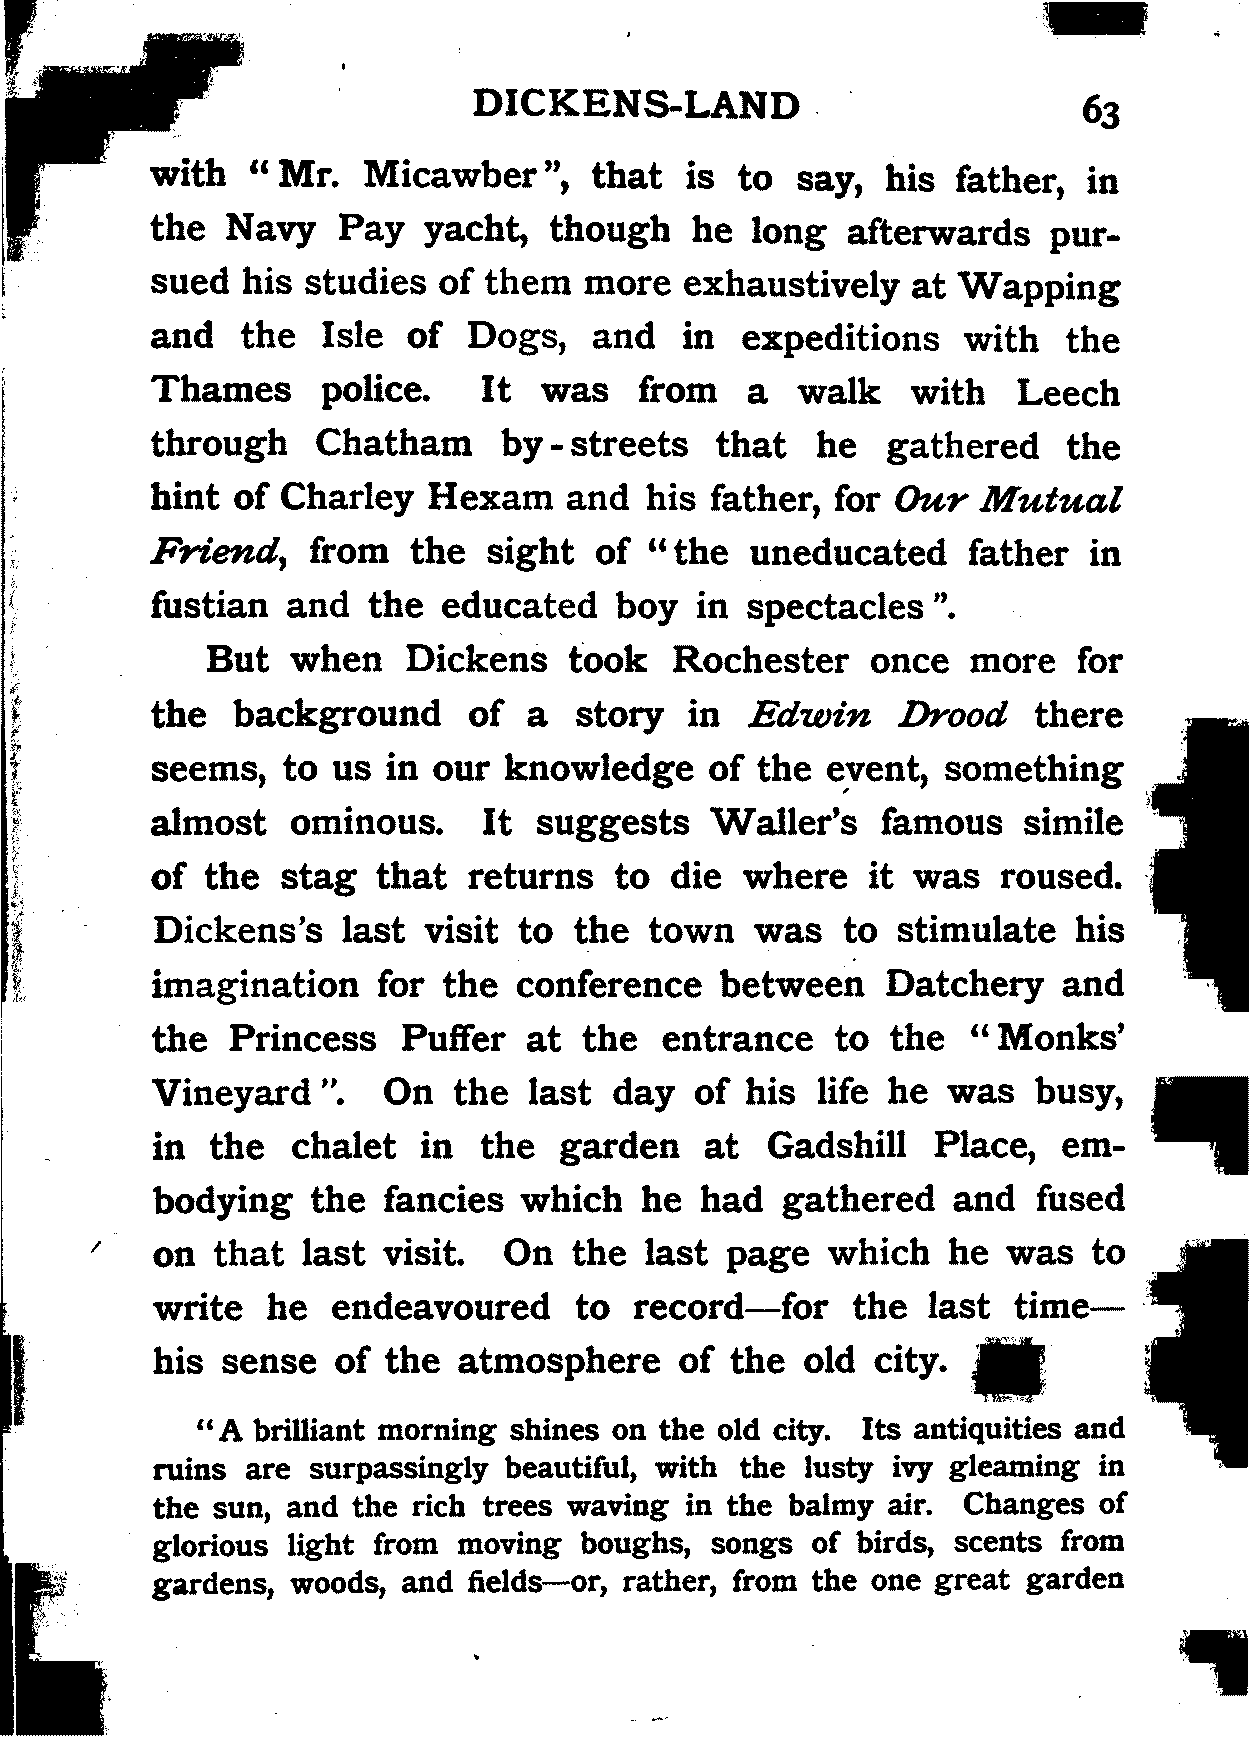 DICKENS-LAND 63
with “Mr. Micawber”, that is to say, his father, in
the Navy Pay yacht, though he long afterwards pur-
sued his studies of them more exhaustively at Wapping
and the Isle of Dogs, and in expeditions with the
Thames police. It was from a walk with Leech
through Chatham by-streets that he gathered the
hint of Charley Hexam and his father, for Our Mutual
Friend, from the sight of “the uneducated father in
fustian and the educated boy in spectacles”.
But when Dickens took Rochester once more for
the background of a story in Edwin Drood there
seems, to us in our knowledge of the event, something
almost ominous. It suggests Waller’s famous simile
of the stag that returns to die where it was roused.
Dickens’s last visit to the town was to stimulate his
imagination for the conference between Datchery and
the Princess Puffer at the entrance to the “Monks’
Vineyard”. On the last day of his life he was busy,
in the chalet in the garden at Gadshill Place, em-
bodying the fancies which he had gathered and fused
on that last visit. On the last page which he was to
write he endeavoured to record—for the last time—
his sense of the atmosphere of the old city.
“A brilliant morning shines on the old city. Its antiquities and
ruins are surpassingly beautiful, with the lusty ivy gleaming in
the sun, and the rich trees waving in the balmy air. Changes of
glorious light from moving boughs, songs of birds, scents from
gardens, woods, and fields—or, rather, from the one great garden